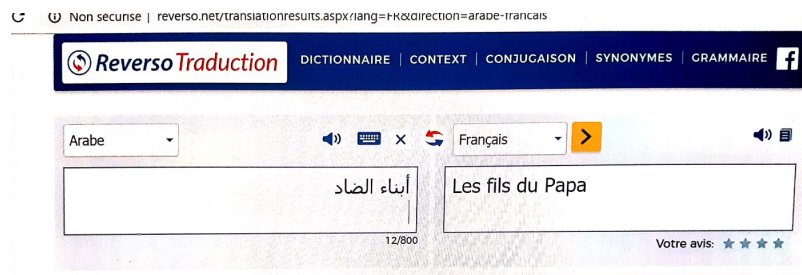 Non sécurisé | reverso.net/translationresults.aspx?lang=FR&direction=arabe-francais
Reverso Traduction DICTIONNAIRE | CONTEXT | CONJUGAISON | SYNONYMES | GRAMMAIRE f
Arabe Français
أبناء الضاد
Les fils du Papa
12/800
Votre avis: